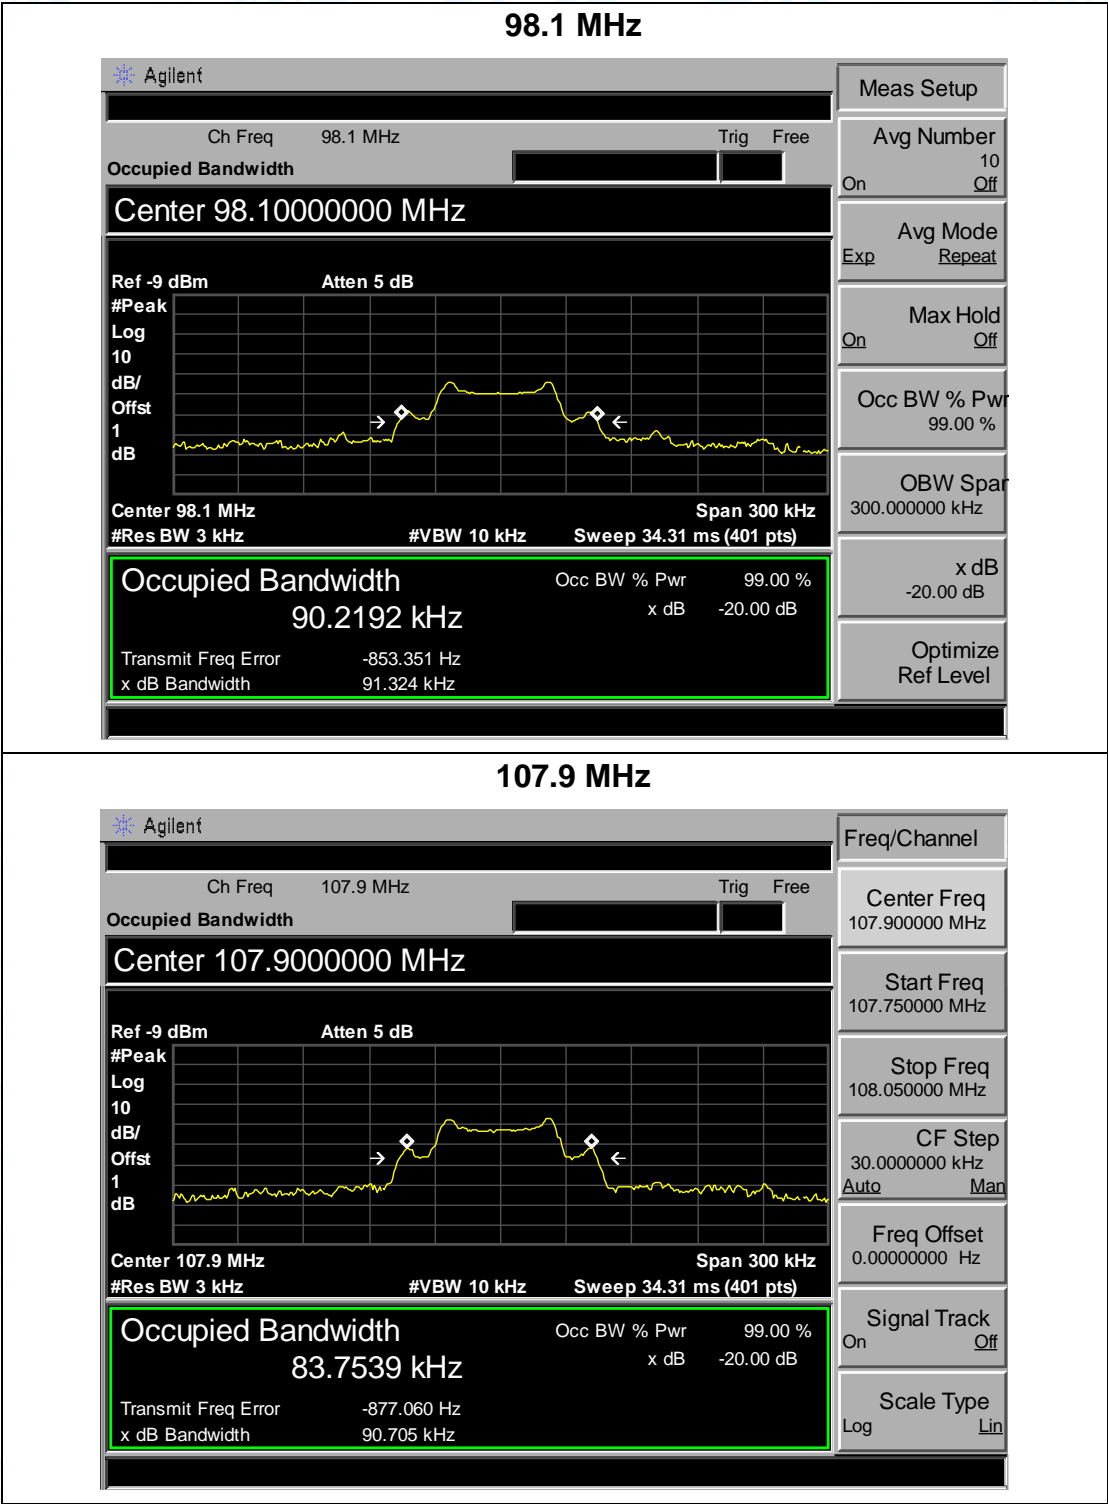 98.1 MHz
Agilent
Meas Setup
Ch Freq 98.1 MHz Trig Free
Occupied Bandwidth
Center 98.10000000 MHz
Avg Number
10
On Off
Avg Mode
Exp Repeat
Max Hold
On Off
Occ BW % Pwr
99.00 %
OBW Span
300.000000 kHz
x dB
-20.00 dB
Optimize
Ref Level
Ref -9 dBm Atten 5 dB
#Peak
Log
10
dB/
Offst
1
dB
Center 98.1 MHz Span 300 kHz
#Res BW 3 kHz #VBW 10 kHz Sweep 34.31 ms (401 pts)
Occupied Bandwidth Occ BW % Pwr 99.00 %
90.2192 kHz x dB -20.00 dB
Transmit Freq Error -853.351 Hz
x dB Bandwidth 91.324 kHz
107.9 MHz
Agilent
Freq/Channel
Ch Freq 107.9 MHz Trig Free
Occupied Bandwidth
Center 107.9000000 MHz
Center Freq
107.900000 MHz
Start Freq
107.750000 MHz
Stop Freq
108.050000 MHz
CF Step
30.0000000 kHz
Auto Man
Freq Offset
0.00000000 Hz
Signal Track
On Off
Scale Type
Log Lin
Ref -9 dBm Atten 5 dB
#Peak
Log
10
dB/
Offst
1
dB
Center 107.9 MHz Span 300 kHz
#Res BW 3 kHz #VBW 10 kHz Sweep 34.31 ms (401 pts)
Occupied Bandwidth Occ BW % Pwr 99.00 %
83.7539 kHz x dB -20.00 dB
Transmit Freq Error -877.060 Hz
x dB Bandwidth 90.705 kHz